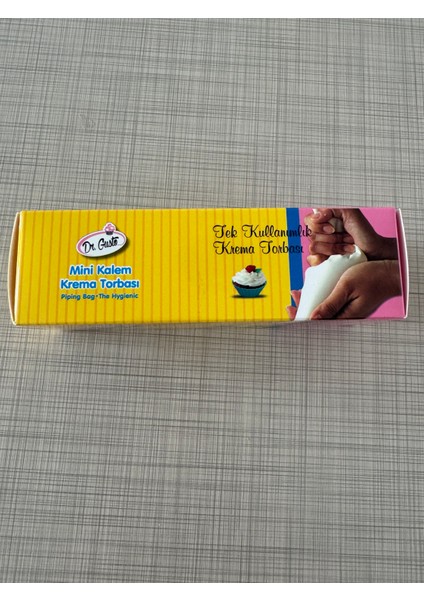 Dr. Gusto
Mini Kalem
Krema Torbası
Piping Bag - The Hygienic
Tek Kullanımlık
Krema Torbası